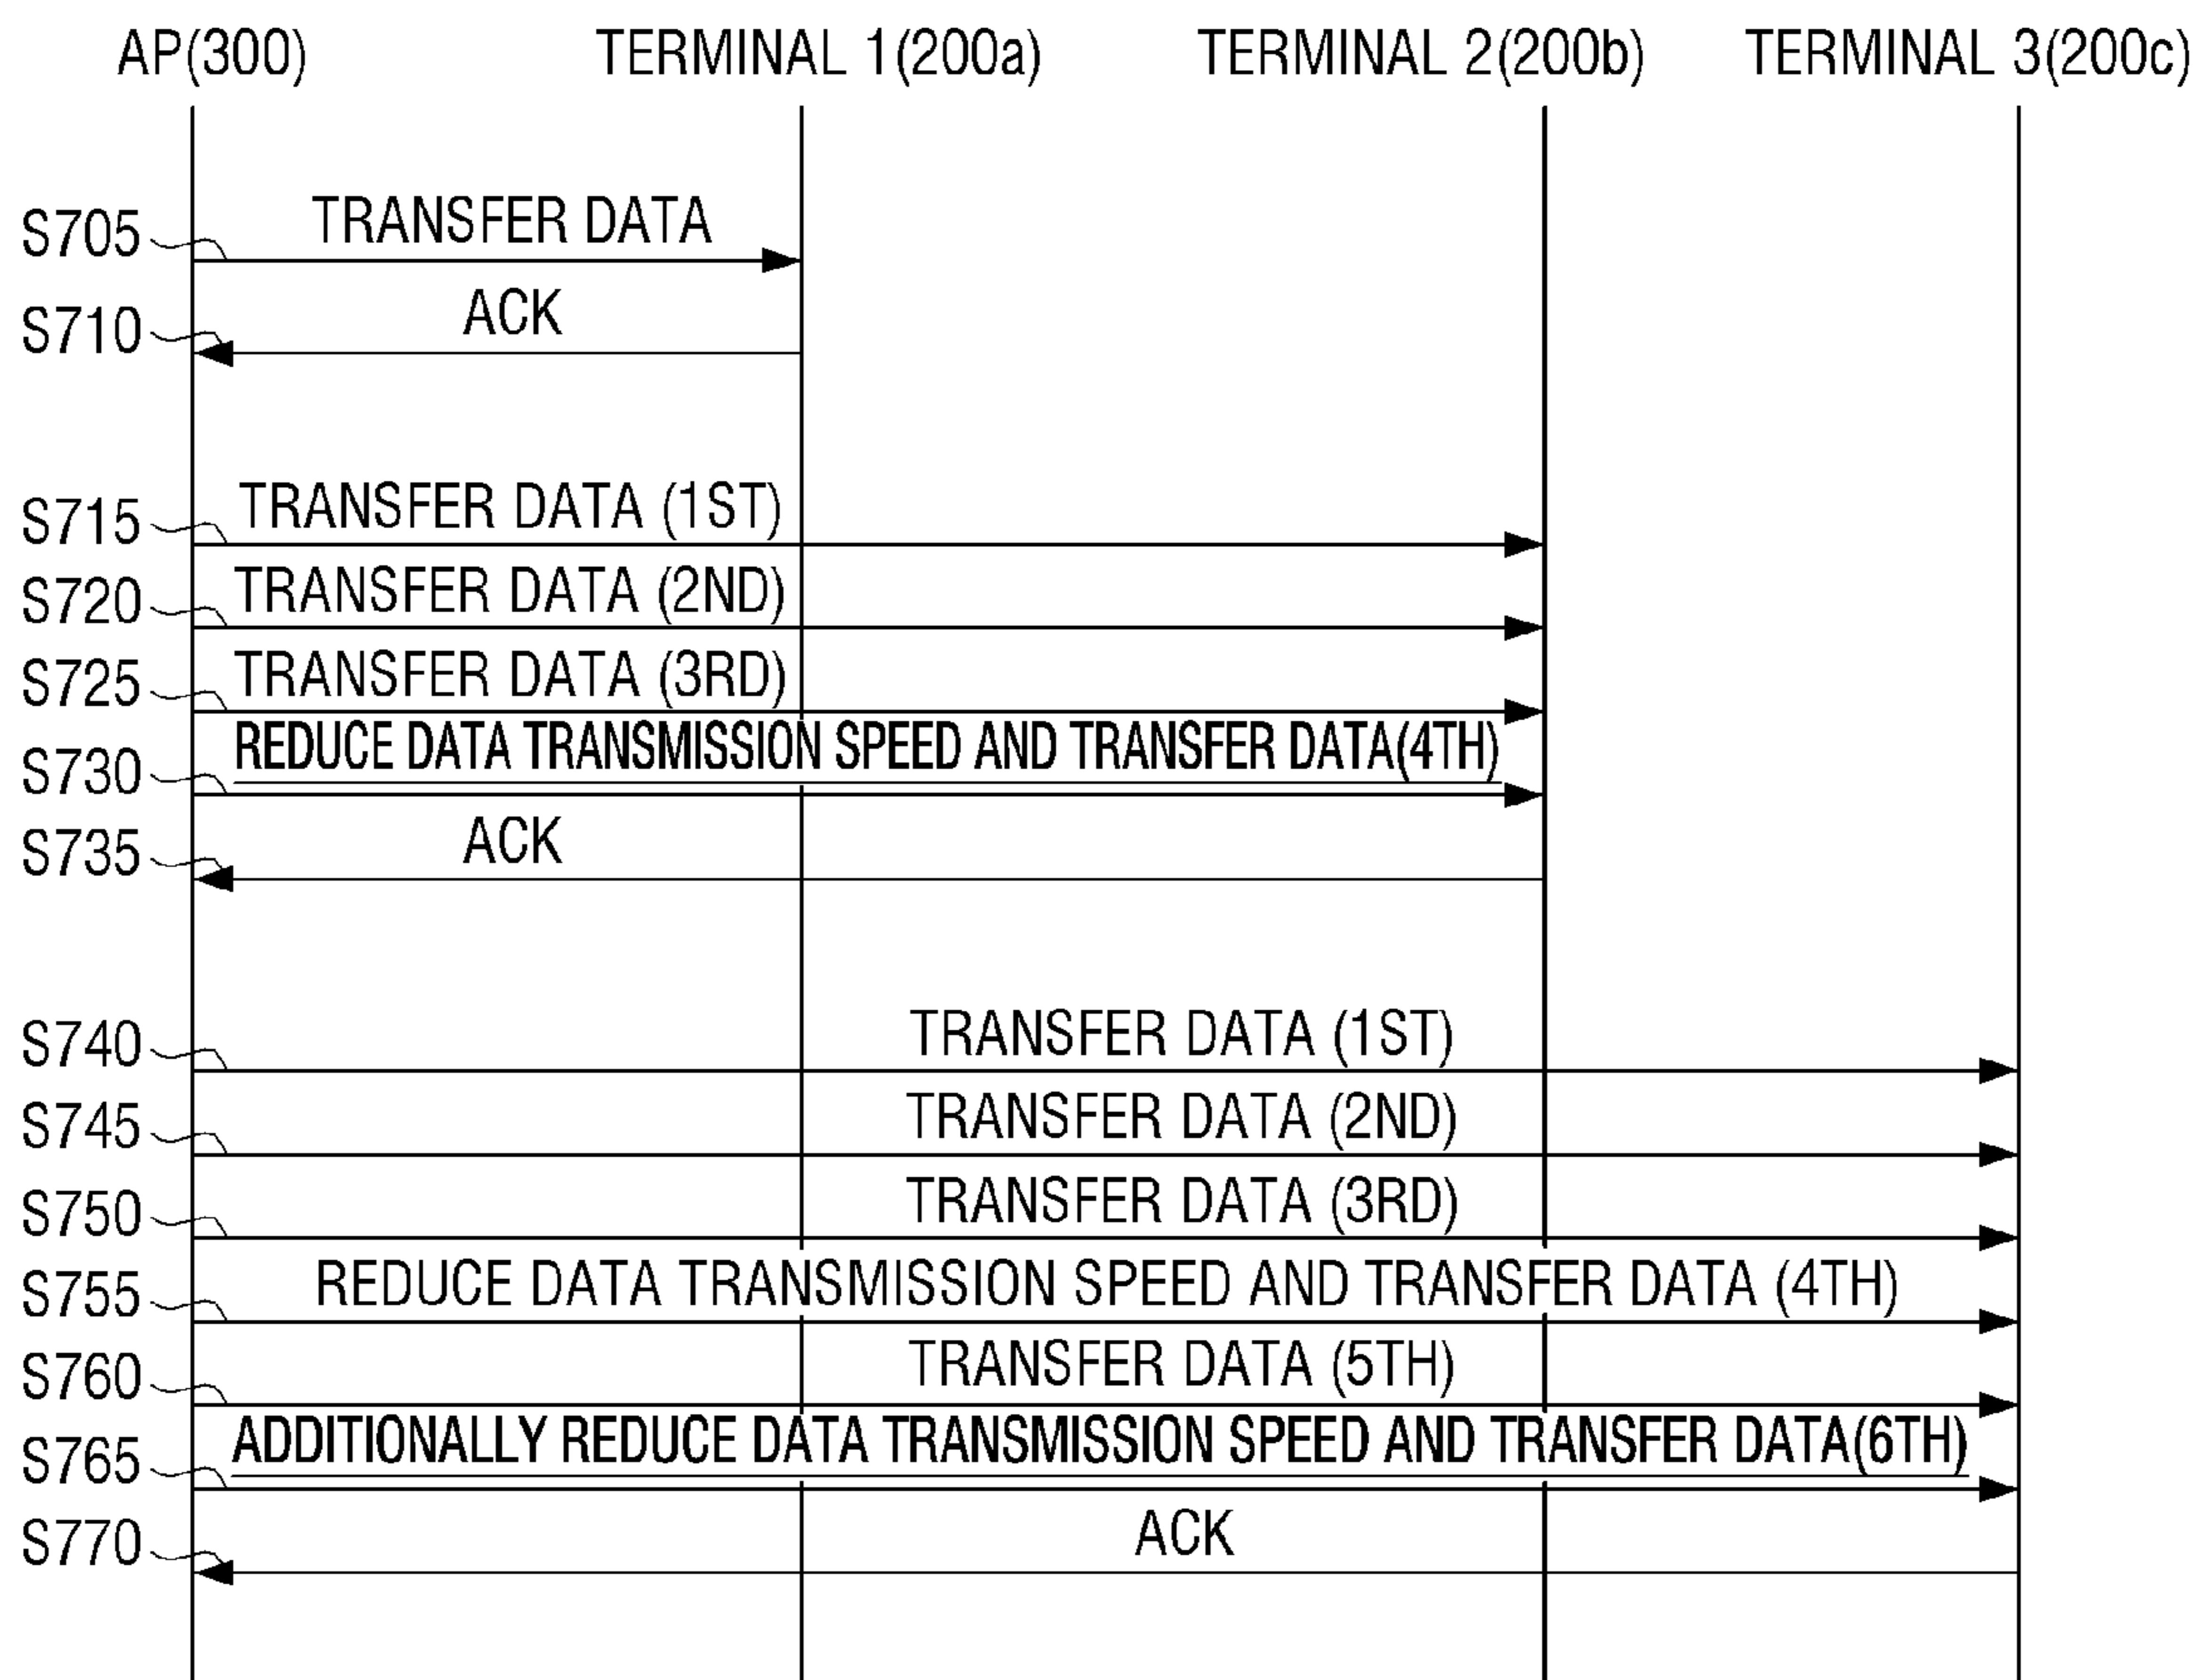 AP(300) TERMINAL 1(200a) TERMINAL 2(200b) TERMINAL 3(200c)
S705 TRANSFER DATA
S710 ACK
S715 TRANSFER DATA (1ST)
S720 TRANSFER DATA (2ND)
S725 TRANSFER DATA (3RD)
S730 REDUCE DATA TRANSMISSION SPEED AND TRANSFER DATA(4TH)
S735 ACK
S740 TRANSFER DATA (1ST)
S745 TRANSFER DATA (2ND)
S750 TRANSFER DATA (3RD)
S755 REDUCE DATA TRANSMISSION SPEED AND TRANSFER DATA (4TH)
S760 TRANSFER DATA (5TH)
S765 ADDITIONALLY REDUCE DATA TRANSMISSION SPEED AND TRANSFER DATA(6TH)
S770 ACK